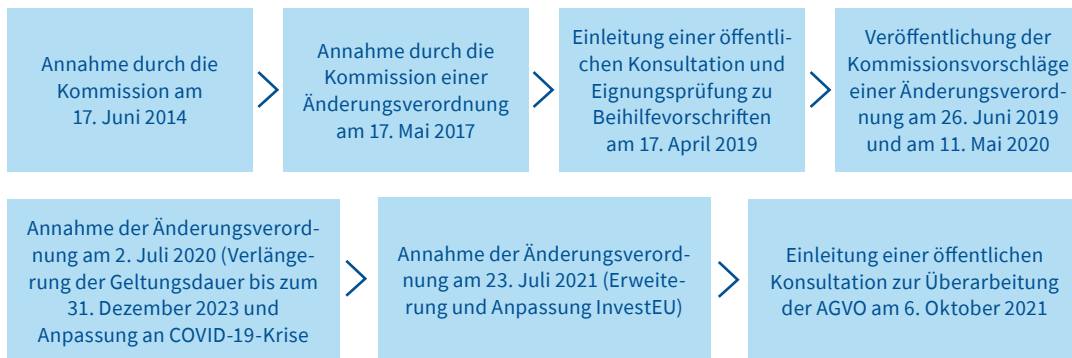 Annahme durch die
Kommission am
17. Juni 2014
Annahme durch die
Kommission einer
Änderungsverordnung
am 17. Mai 2017
Einleitung einer öffentli-
chen Konsultation und
Eignungsprüfung zu
Beihilfevorschriften
am 17. April 2019
Veröffentlichung der
Kommissionsvorschläge
einer Änderungsverord-
nung am 26. Juni 2019
und am 11. Mai 2020
Annahme der Änderungsverord-
nung am 2. Juli 2020 (Verlänge-
rung der Geltungsdauer bis zum
31. Dezember 2023 und
Anpassung an COVID-19-Krise
Annahme der Änderungsverord-
nung am 23. Juli 2021 (Erweite-
rung und Anpassung InvestEU)
Einleitung einer öffentlichen
Konsultation zur Überarbeitung
der AGVO am 6. Oktober 2021